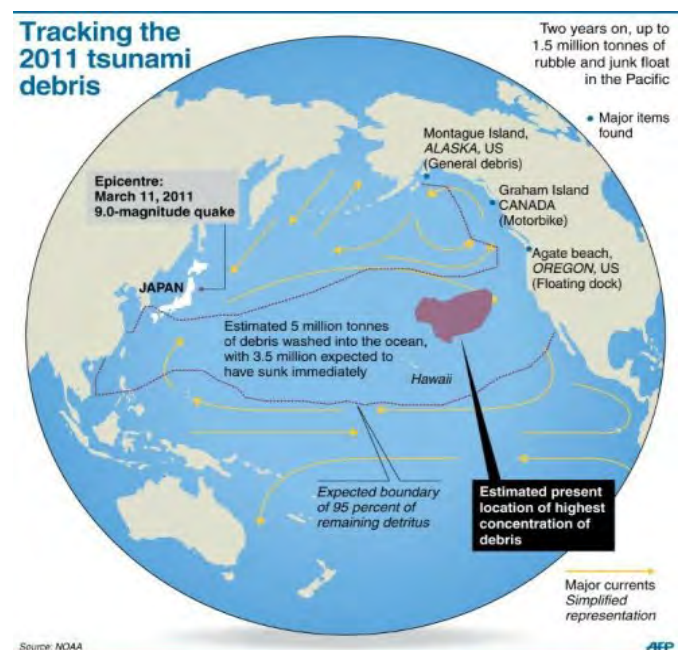 Tracking the
2011 tsunami
debris
Two years on, up to
1.5 million tonnes of
rubble and junk float
in the Pacific
Major items
found
Montague Island,
ALASKA, US
(General debris)
Graham Island
CANADA
(Motorbike)
Agate beach,
OREGON, US
(Floating dock)
Epicentre:
March 11, 2011
9.0-magnitude quake
JAPAN
Estimated 5 million tonnes
of debris washed into the ocean,
with 3.5 million expected to
have sunk immediately
Hawaii
Expected boundary
of 95 percent of
remaining detritus
Estimated present
location of highest
concentration of
debris
Major currents
Simplified
representation
Source: NOAA
AFP